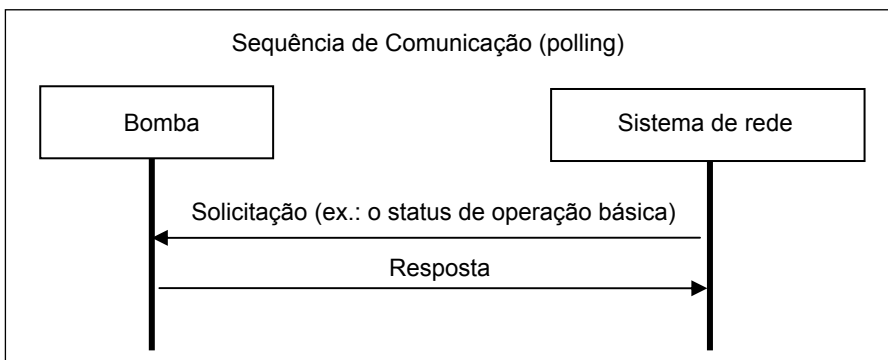 Sequência de Comunicação (polling)
Bomba
Sistema de rede
Solicitação (ex.: o status de operação básica)
Resposta